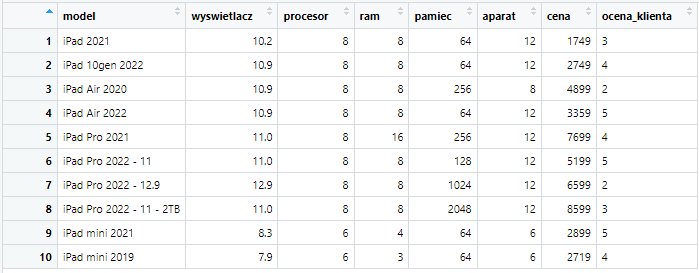 model wyswietlacz procesor ram pamiec aparat cena ocena_klienta
1 iPad 2021 10.2 8 8 64 12 1749 3
2 iPad 10gen 2022 10.9 8 8 64 12 2749 4
3 iPad Air 2020 10.9 8 8 256 8 4899 2
4 iPad Air 2022 10.9 8 8 64 12 3359 5
5 iPad Pro 2021 11.0 8 16 256 12 7699 4
6 iPad Pro 2022 - 11 11.0 8 8 128 12 5199 5
7 iPad Pro 2022 - 12.9 12.9 8 8 1024 12 6599 2
8 iPad Pro 2022 - 11 - 2TB 11.0 8 8 2048 12 8599 3
9 iPad mini 2021 8.3 6 4 64 6 2899 5
10 iPad mini 2019 7.9 6 3 64 6 2719 4